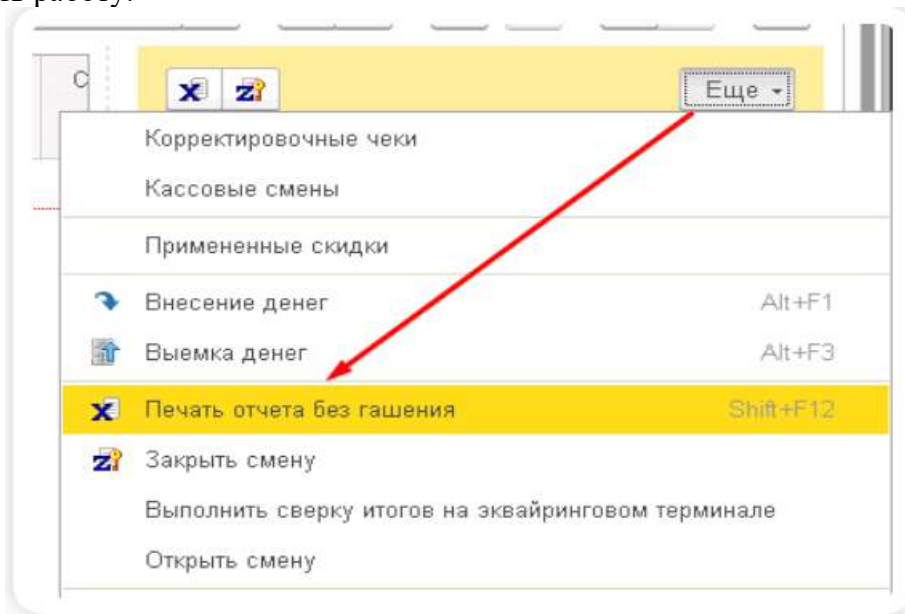 работу.
С
Еще
Корректировочные чеки
Кассовые смены
Примененные скидки
Внесение денег Alt+F1
Выемка денег Alt+F3
Печать отчета без гашения Shift+F12
Закрыть смену
Выполнить сверку итогов на эквайринговом терминале
Открыть смену